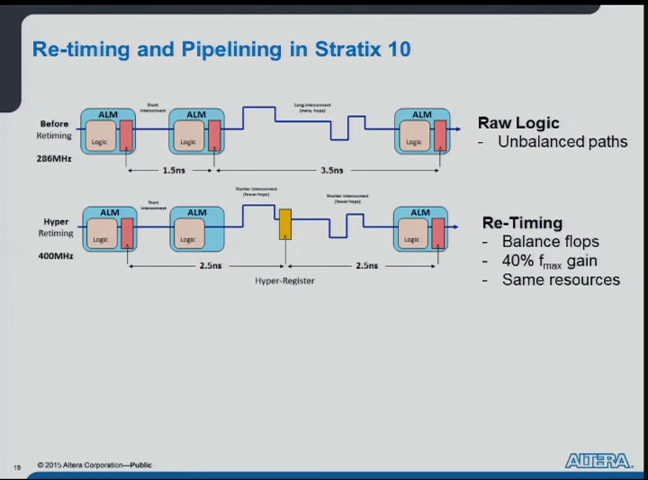 Re-timing and Pipelining in Stratix 10
ALM
Short
Interconnect
ALM
Long Interconnect
(many hops)
ALM
Before
Retiming
286MHz
Logic
Logic
Logic
1.5ns
3.5ns
Raw Logic
- Unbalanced paths
ALM
Short
Interconnect
ALM
Shorter Interconnect
(fewer hops)
Shorter Interconnect
(fewer hops)
ALM
Hyper
Retiming
400MHz
Logic
Logic
Logic
2.5ns
2.5ns
Hyper-Register
Re-Timing
- Balance flops
- 40% fmax gain
- Same resources
18
© 2015 Altera Corporation—Public
ALTERA